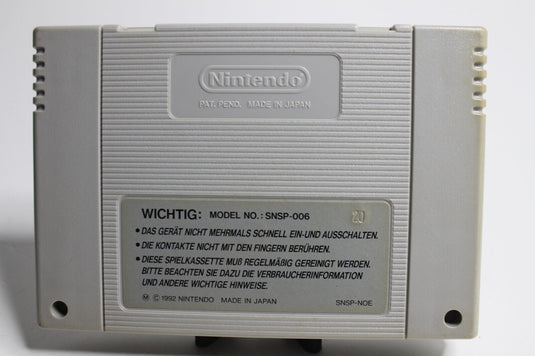 Nintendo
PAT. PEND. MADE IN JAPAN
WICHTIG: MODEL NO.: SNSP-006
• DAS GERÄT NICHT MEHRMALS SCHNELL EIN-UND AUSSCHALTEN.
• DIE KONTAKTE NICHT MIT DEN FINGERN BERÜHREN.
• DIESE SPIELKASSETTE MUß REGELMÄßIG GEREINIGT WERDEN.
BITTE BEACHTEN SIE DAZU DIE VERBRAUCHERINFORMATION
UND ANDERE WICHTIGE HINWEISE.
Ⓜ © 1992 NINTENDO MADE IN JAPAN SNSP-NOE